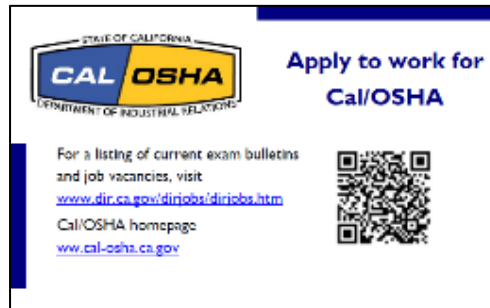 STATE OF CALIFORNIA
CAL OSHA
DEPARTMENT OF INDUSTRIAL RELATIONS
Apply to work for
Cal/OSHA
For a listing of current exam bulletins
and job vacancies, visit
www.dir.ca.gov/dirjobs/dirjobs.htm
Cal/OSHA homepage
ww.cal-osha.ca.gov